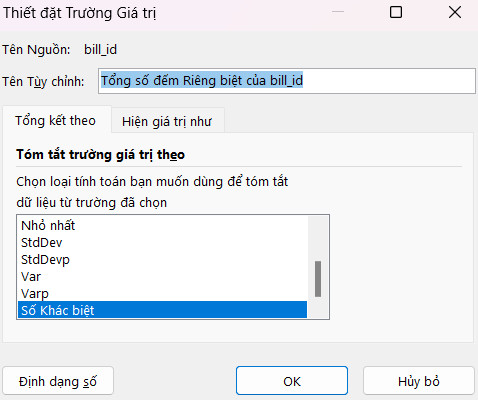 Thiết đặt Trường Giá trị
Tên Nguồn: bill_id
Tên Tùy chỉnh: Tổng số đếm Riêng biệt của bill_id
Tổng kết theo Hiện giá trị như
Tóm tắt trường giá trị theo
Chọn loại tính toán bạn muốn dùng để tóm tắt
dữ liệu từ trường đã chọn
Nhỏ nhất
StdDev
StdDevp
Var
Varp
Số Khác biệt
Định dạng số OK Hủy bỏ